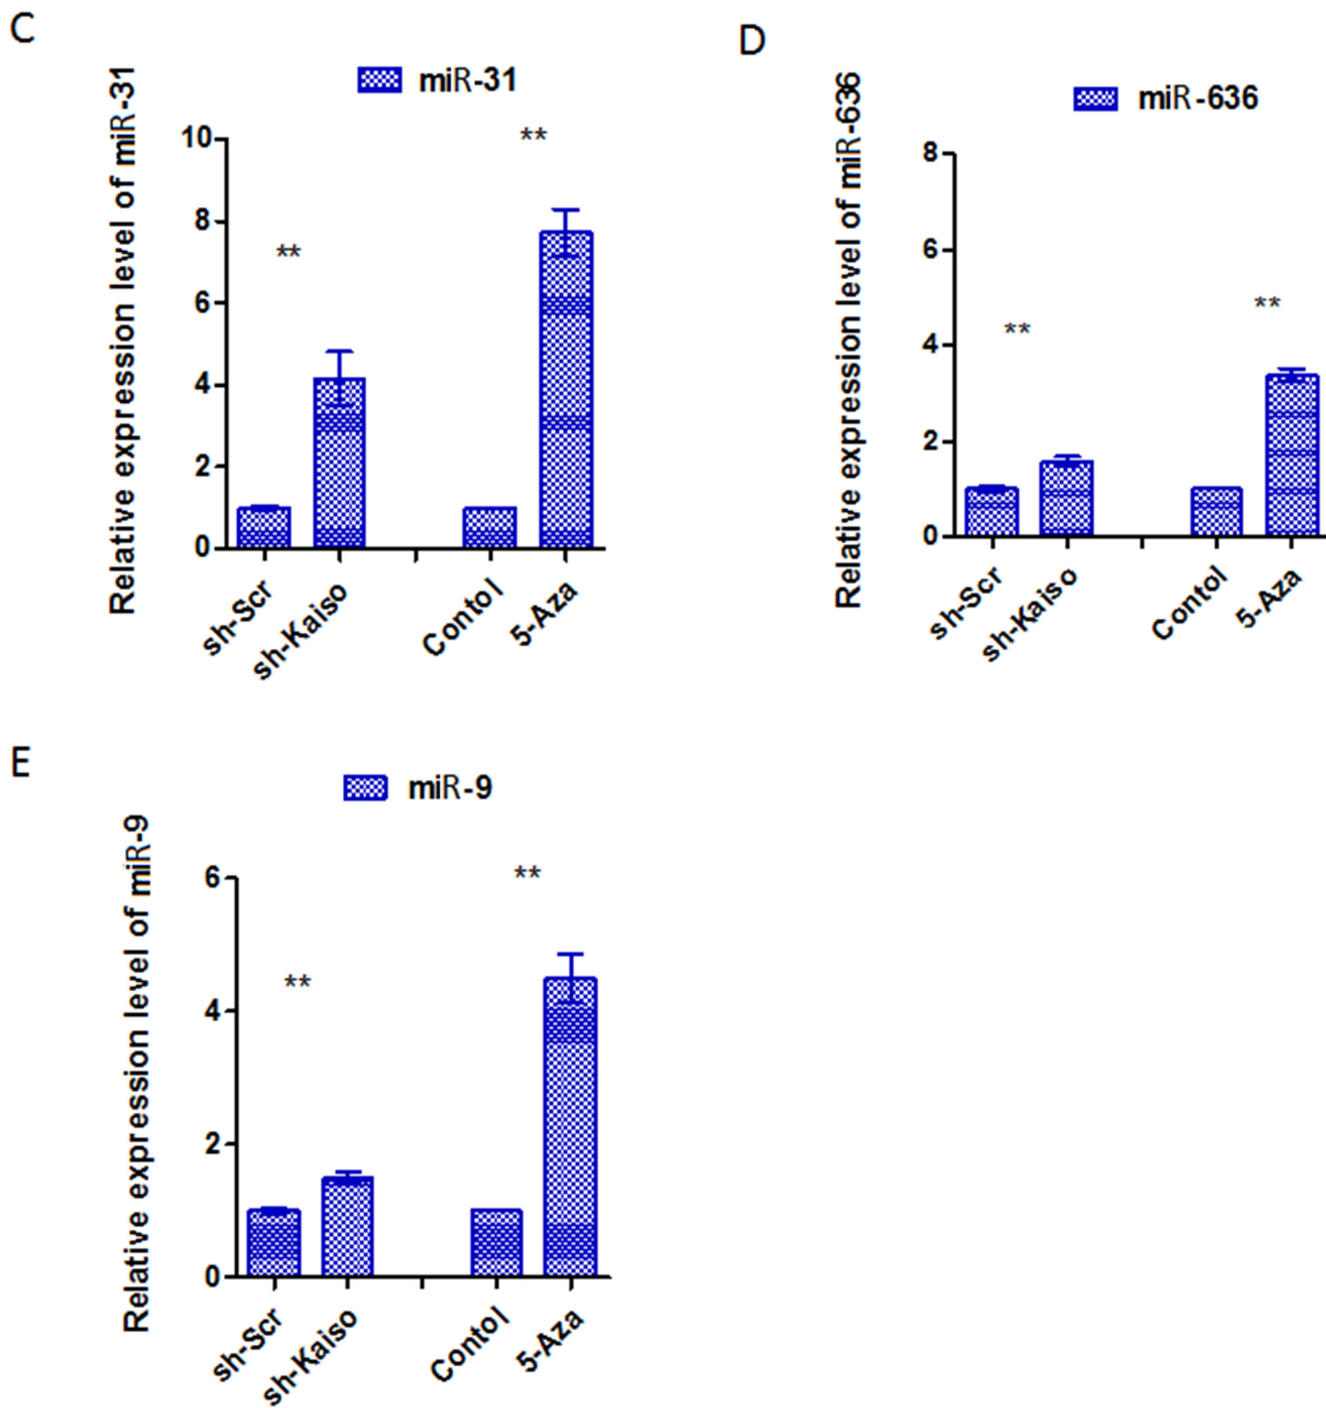 C
miR-31
Relative expression level of miR-31
10
8
6
4
2
0
**
**
sh-Scr
sh-Kaiso
Contol
5-Aza
D
miR-636
Relative expression level of miR-636
8
6
4
2
0
**
**
sh-Scr
sh-Kaiso
Contol
5-Aza
E
miR-9
Relative expression level of miR-9
6
4
2
0
**
**
sh-Scr
sh-Kaiso
Contol
5-Aza